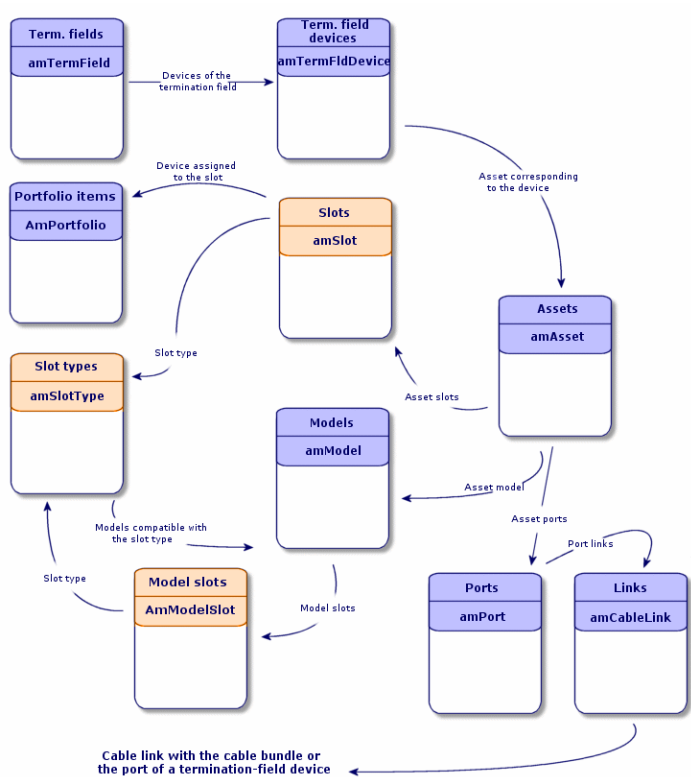 Term. fields
amTermField
Term. field
devices
amTermFldDevice
Devices of the
termination field
Device assigned
to the slot
Asset corresponding
to the device
Portfolio items
AmPortfolio
Slots
amSlot
Assets
amAsset
Slot type
Slot types
amSlotType
Asset slots
Models
amModel
Asset model
Asset ports
Models compatible with
the slot type
Port links
Slot type
Model slots
AmModelSlot
Model slots
Ports
amPort
Links
amCableLink
Cable link with the cable bundle or
the port of a termination-field device